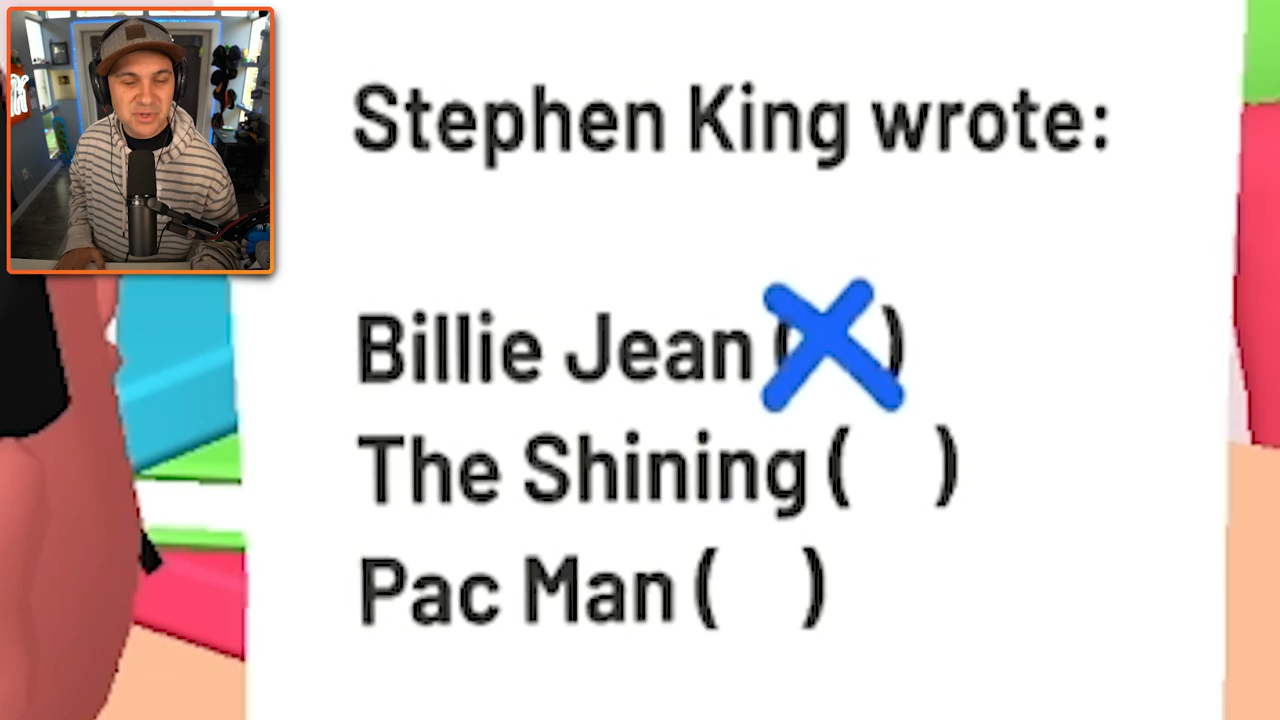 Stephen King wrote:
Billie Jean ( )
The Shining ( )
Pac Man ( )